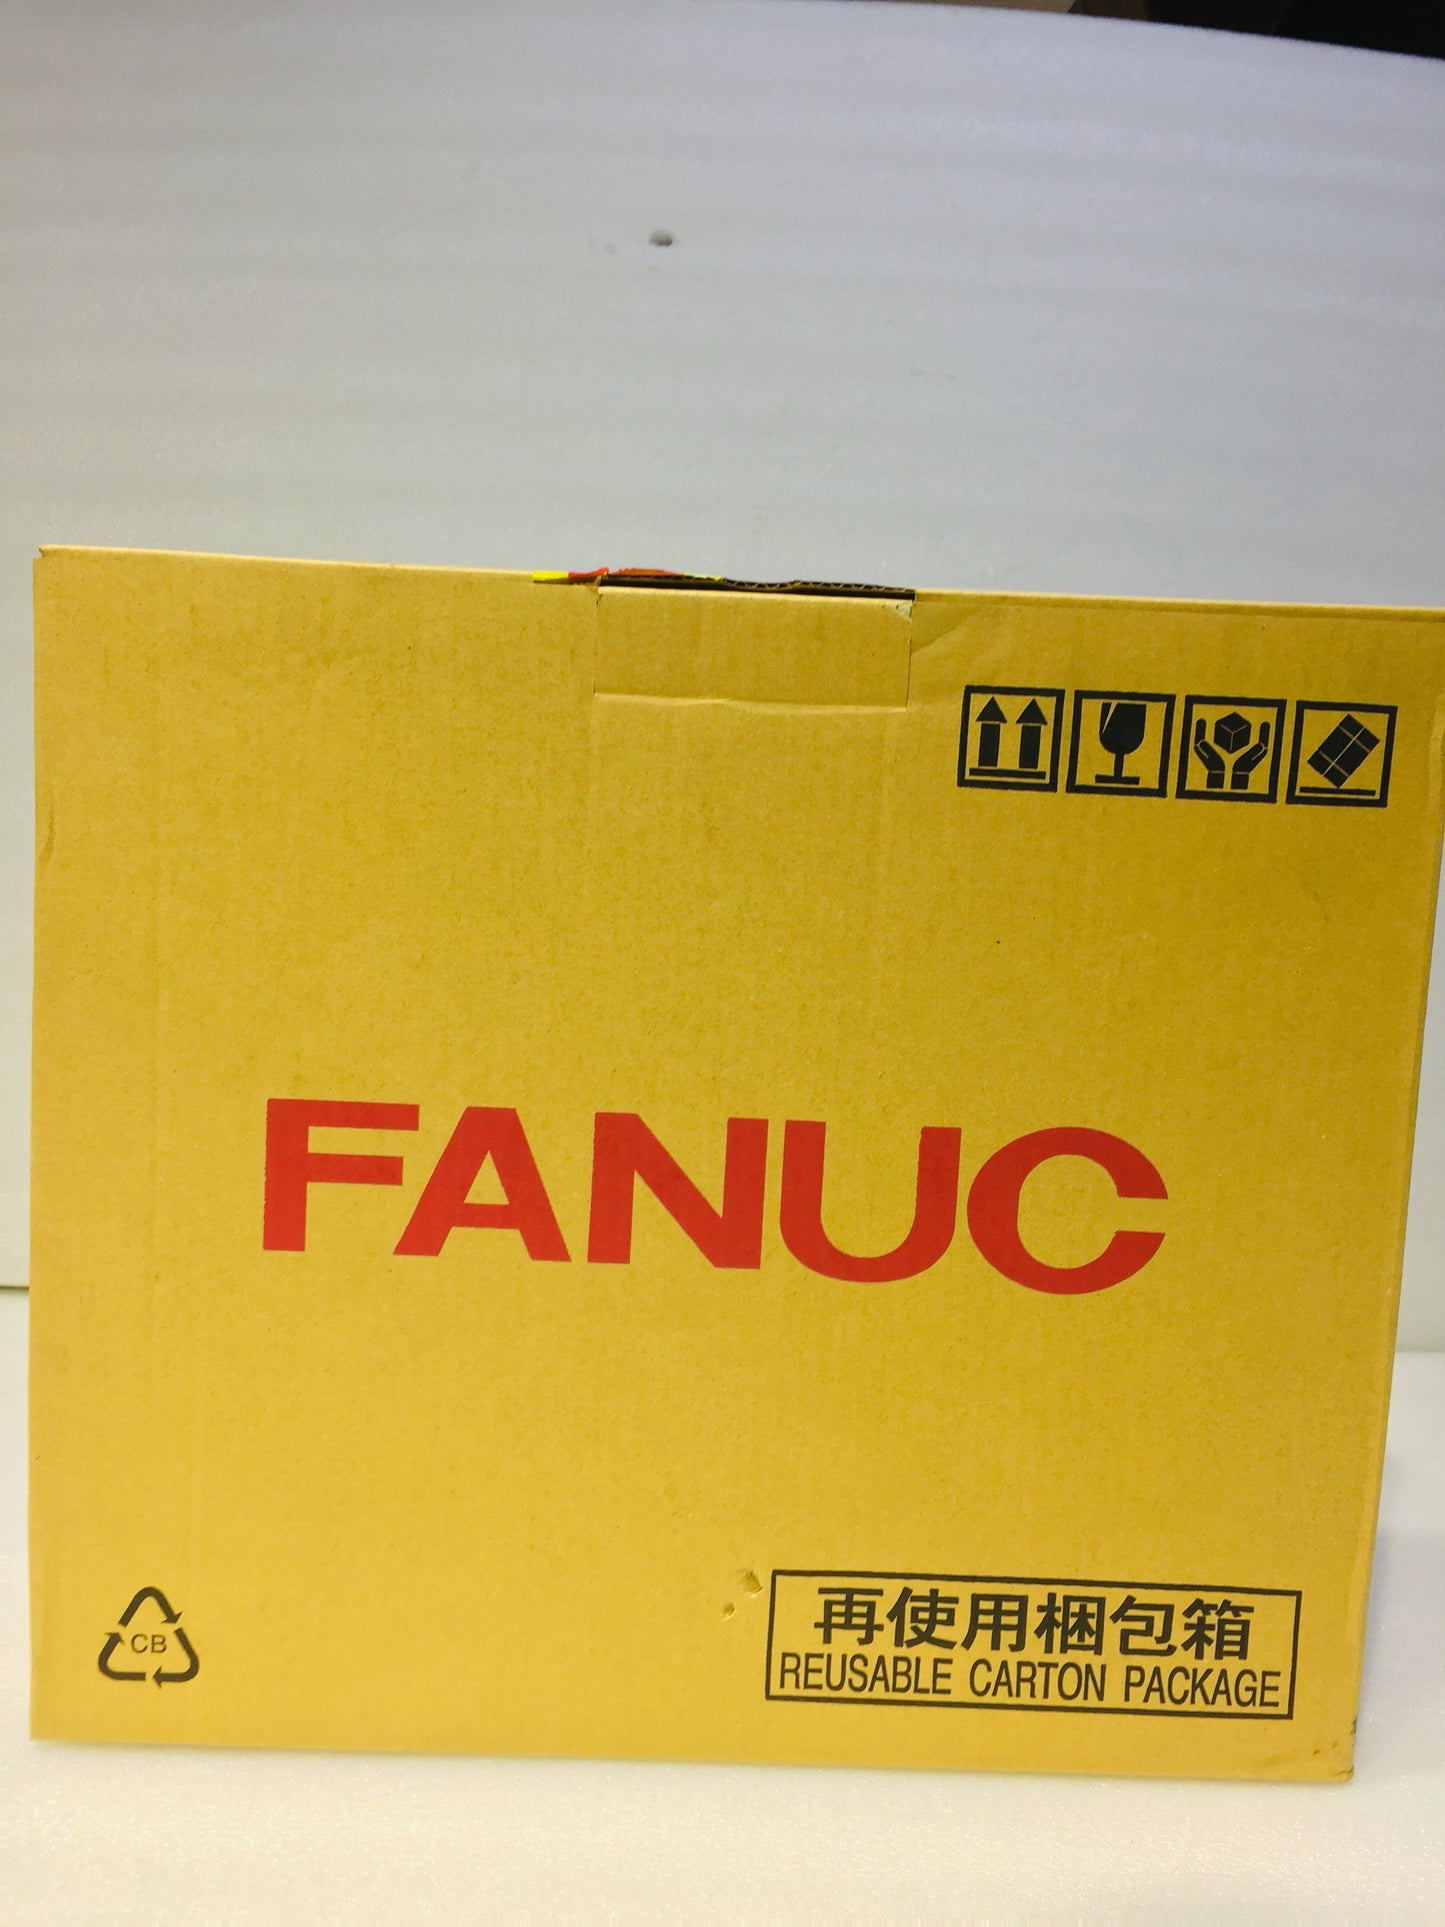 FANUC
CB
再使用梱包箱
REUSABLE CARTON PACKAGE